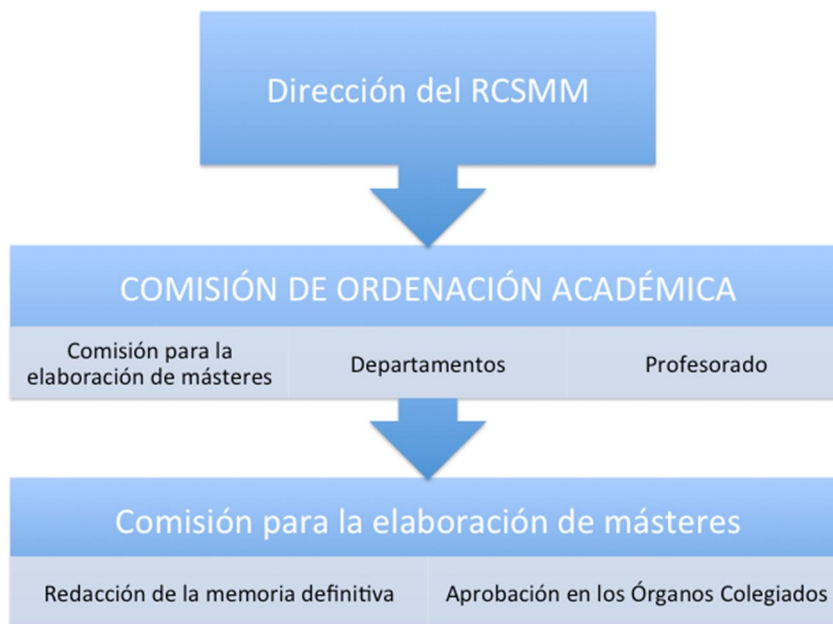 Dirección del RCSMM
COMISIÓN DE ORDENACIÓN ACADÉMICA
Comisión para la
elaboración de másteres
Departamentos
Profesorado
Comisión para la elaboración de másteres
Redacción de la memoria definitiva
Aprobación en los Órganos Colegiados